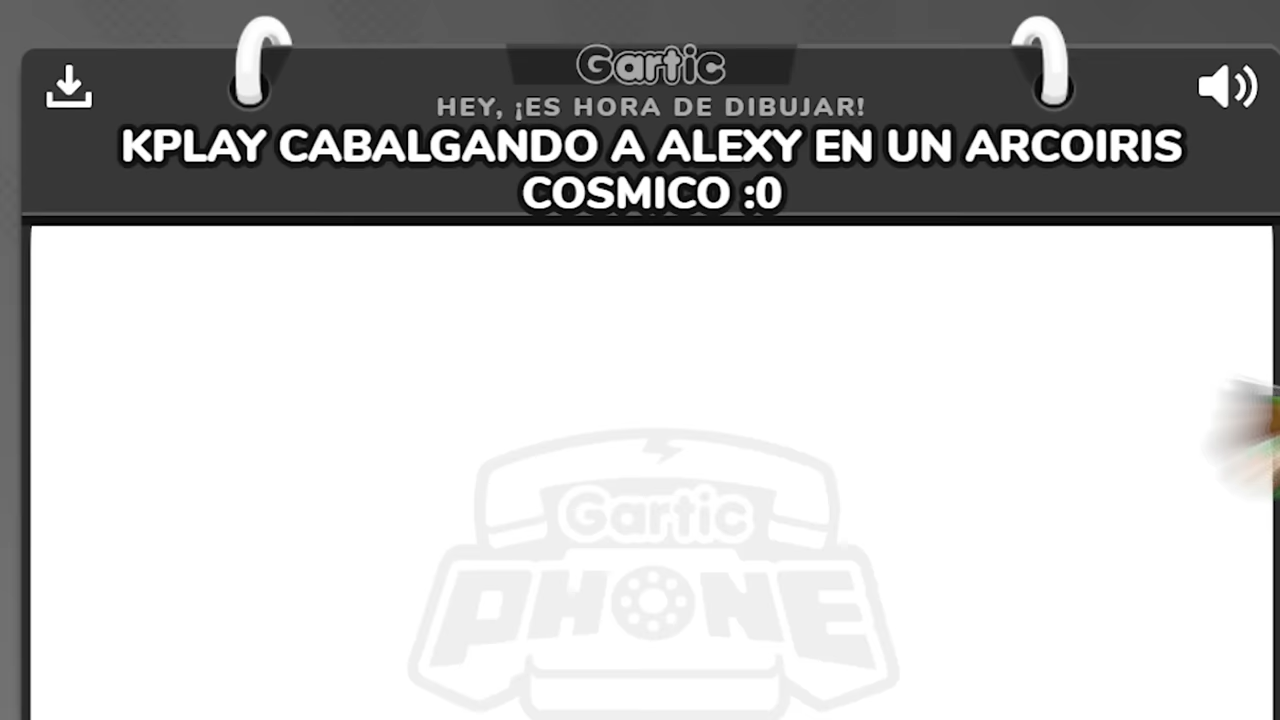 Gartic
HEY, ¡ES HORA DE DIBUJAR!
KPLAY CABALGANDO A ALEXY EN UN ARCOIRIS
COSMICO :0
Gartic
PHONE